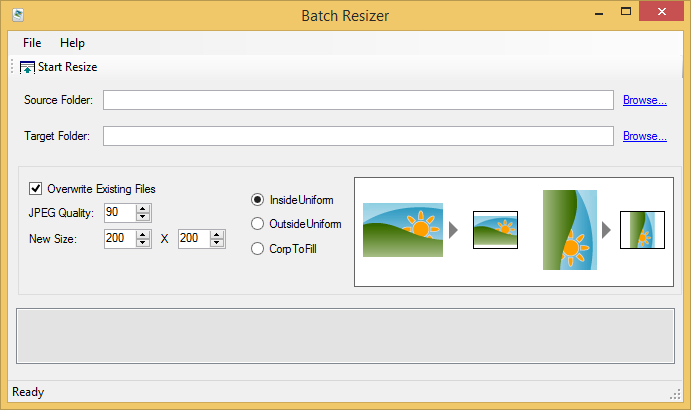 Batch Resizer
File Help
Start Resize
Source Folder: Browse...
Target Folder: Browse...
Overwrite Existing Files
JPEG Quality: 90
New Size: 200 X 200
InsideUniform
OutsideUniform
CorpToFill
Ready